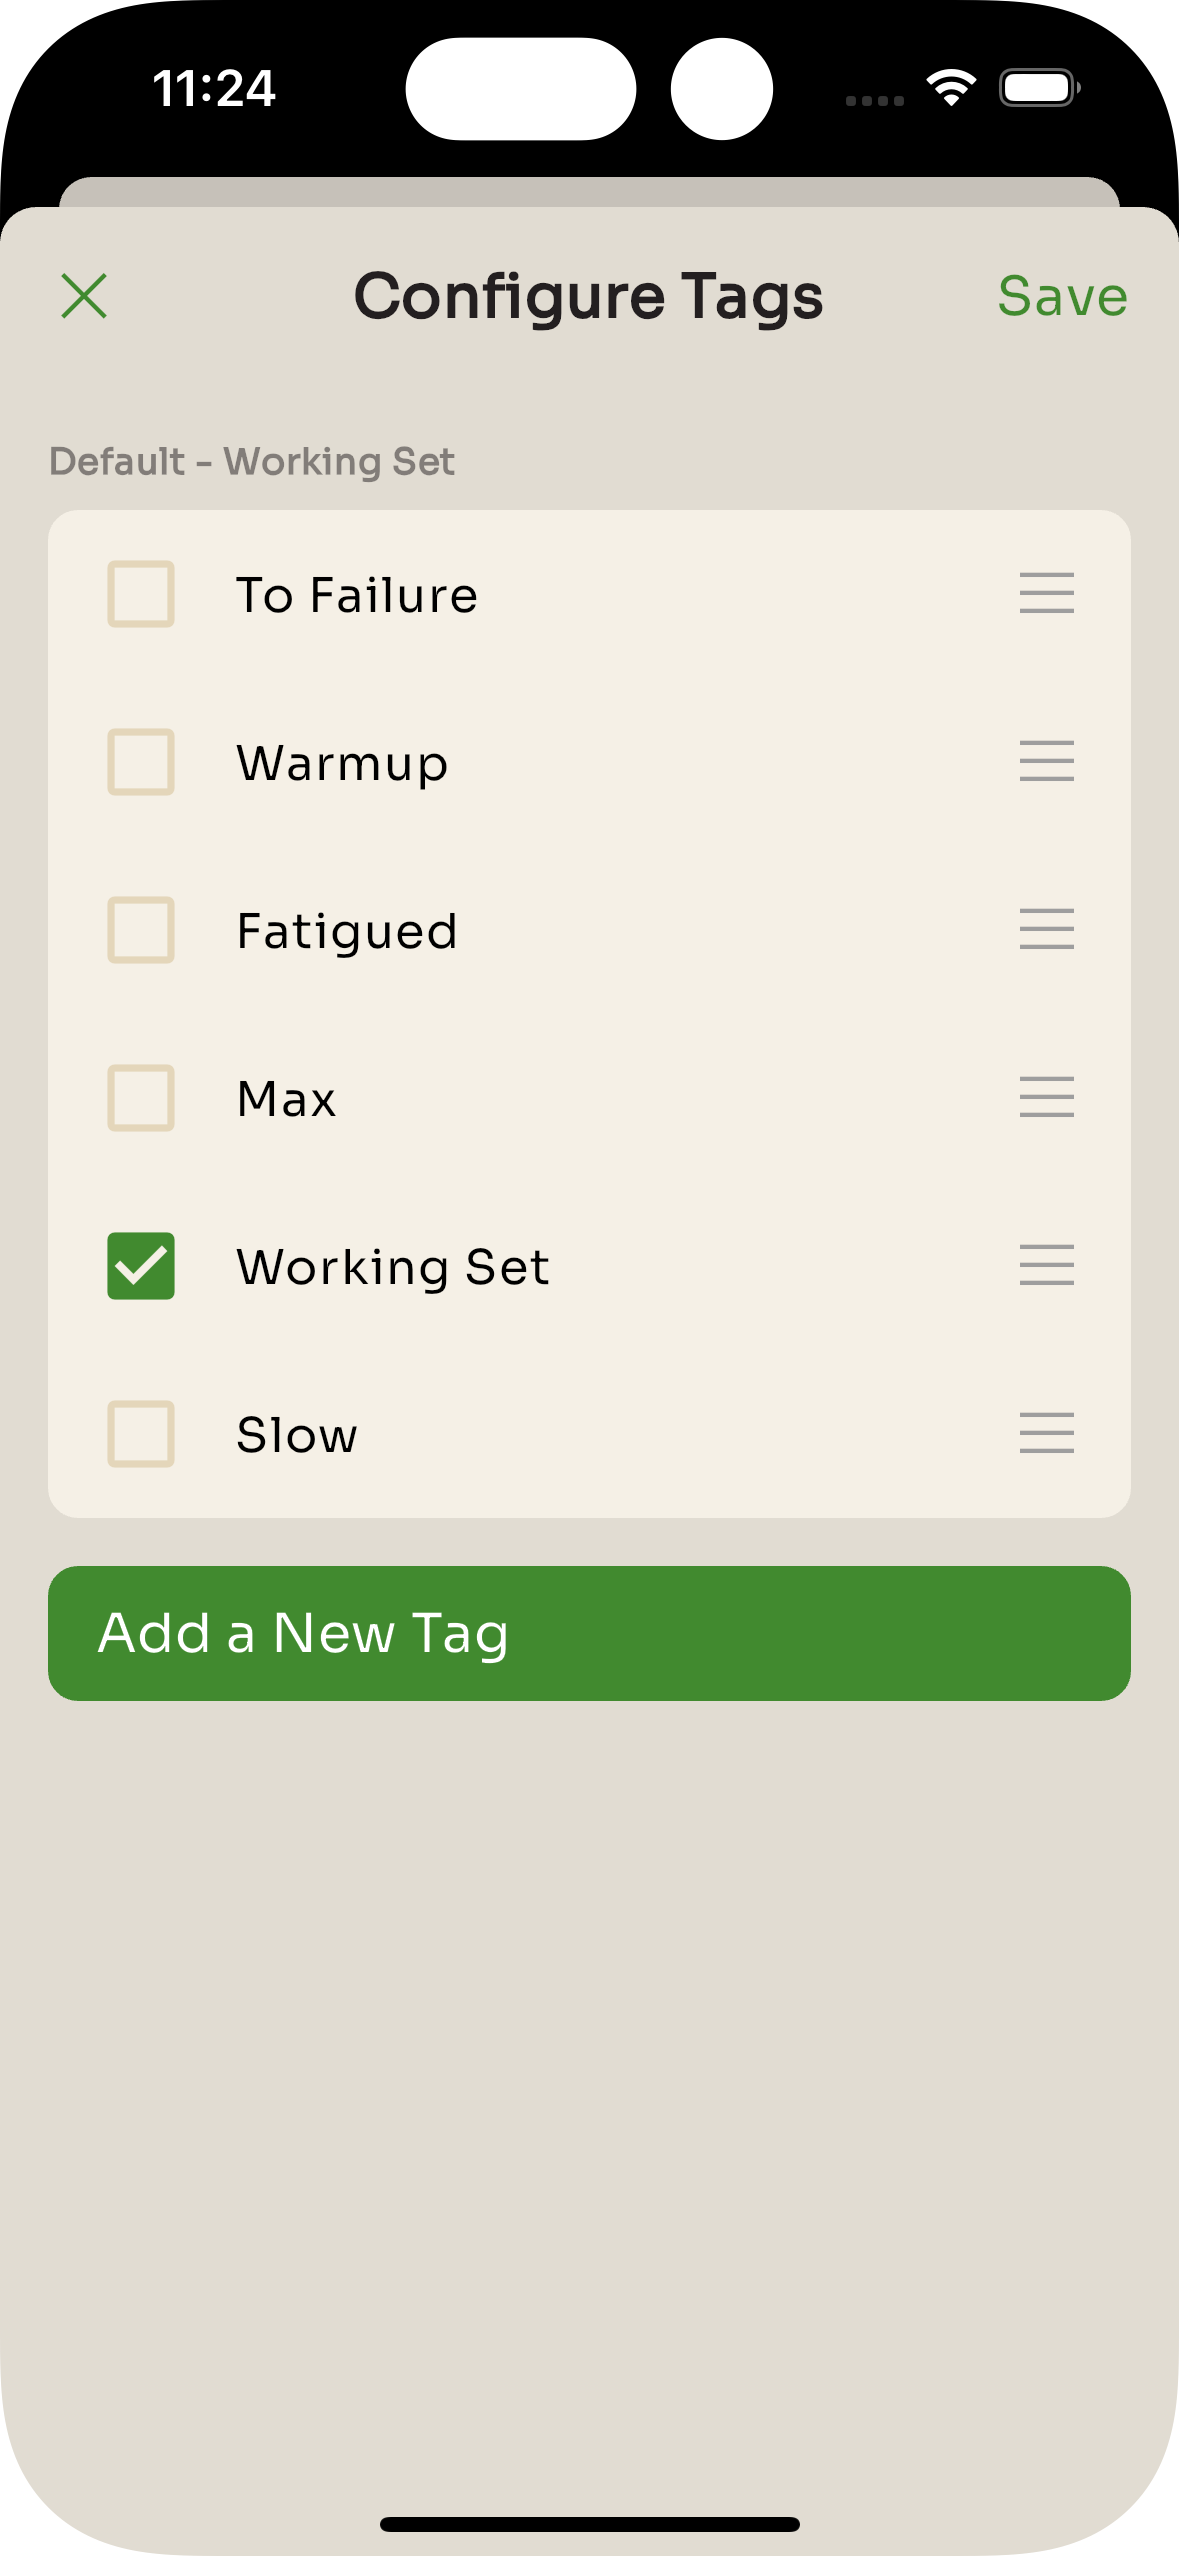 11:24
Configure Tags
Save
Default - Working Set
To Failure
Warmup
Fatigued
Max
Working Set
Slow
Add a New Tag